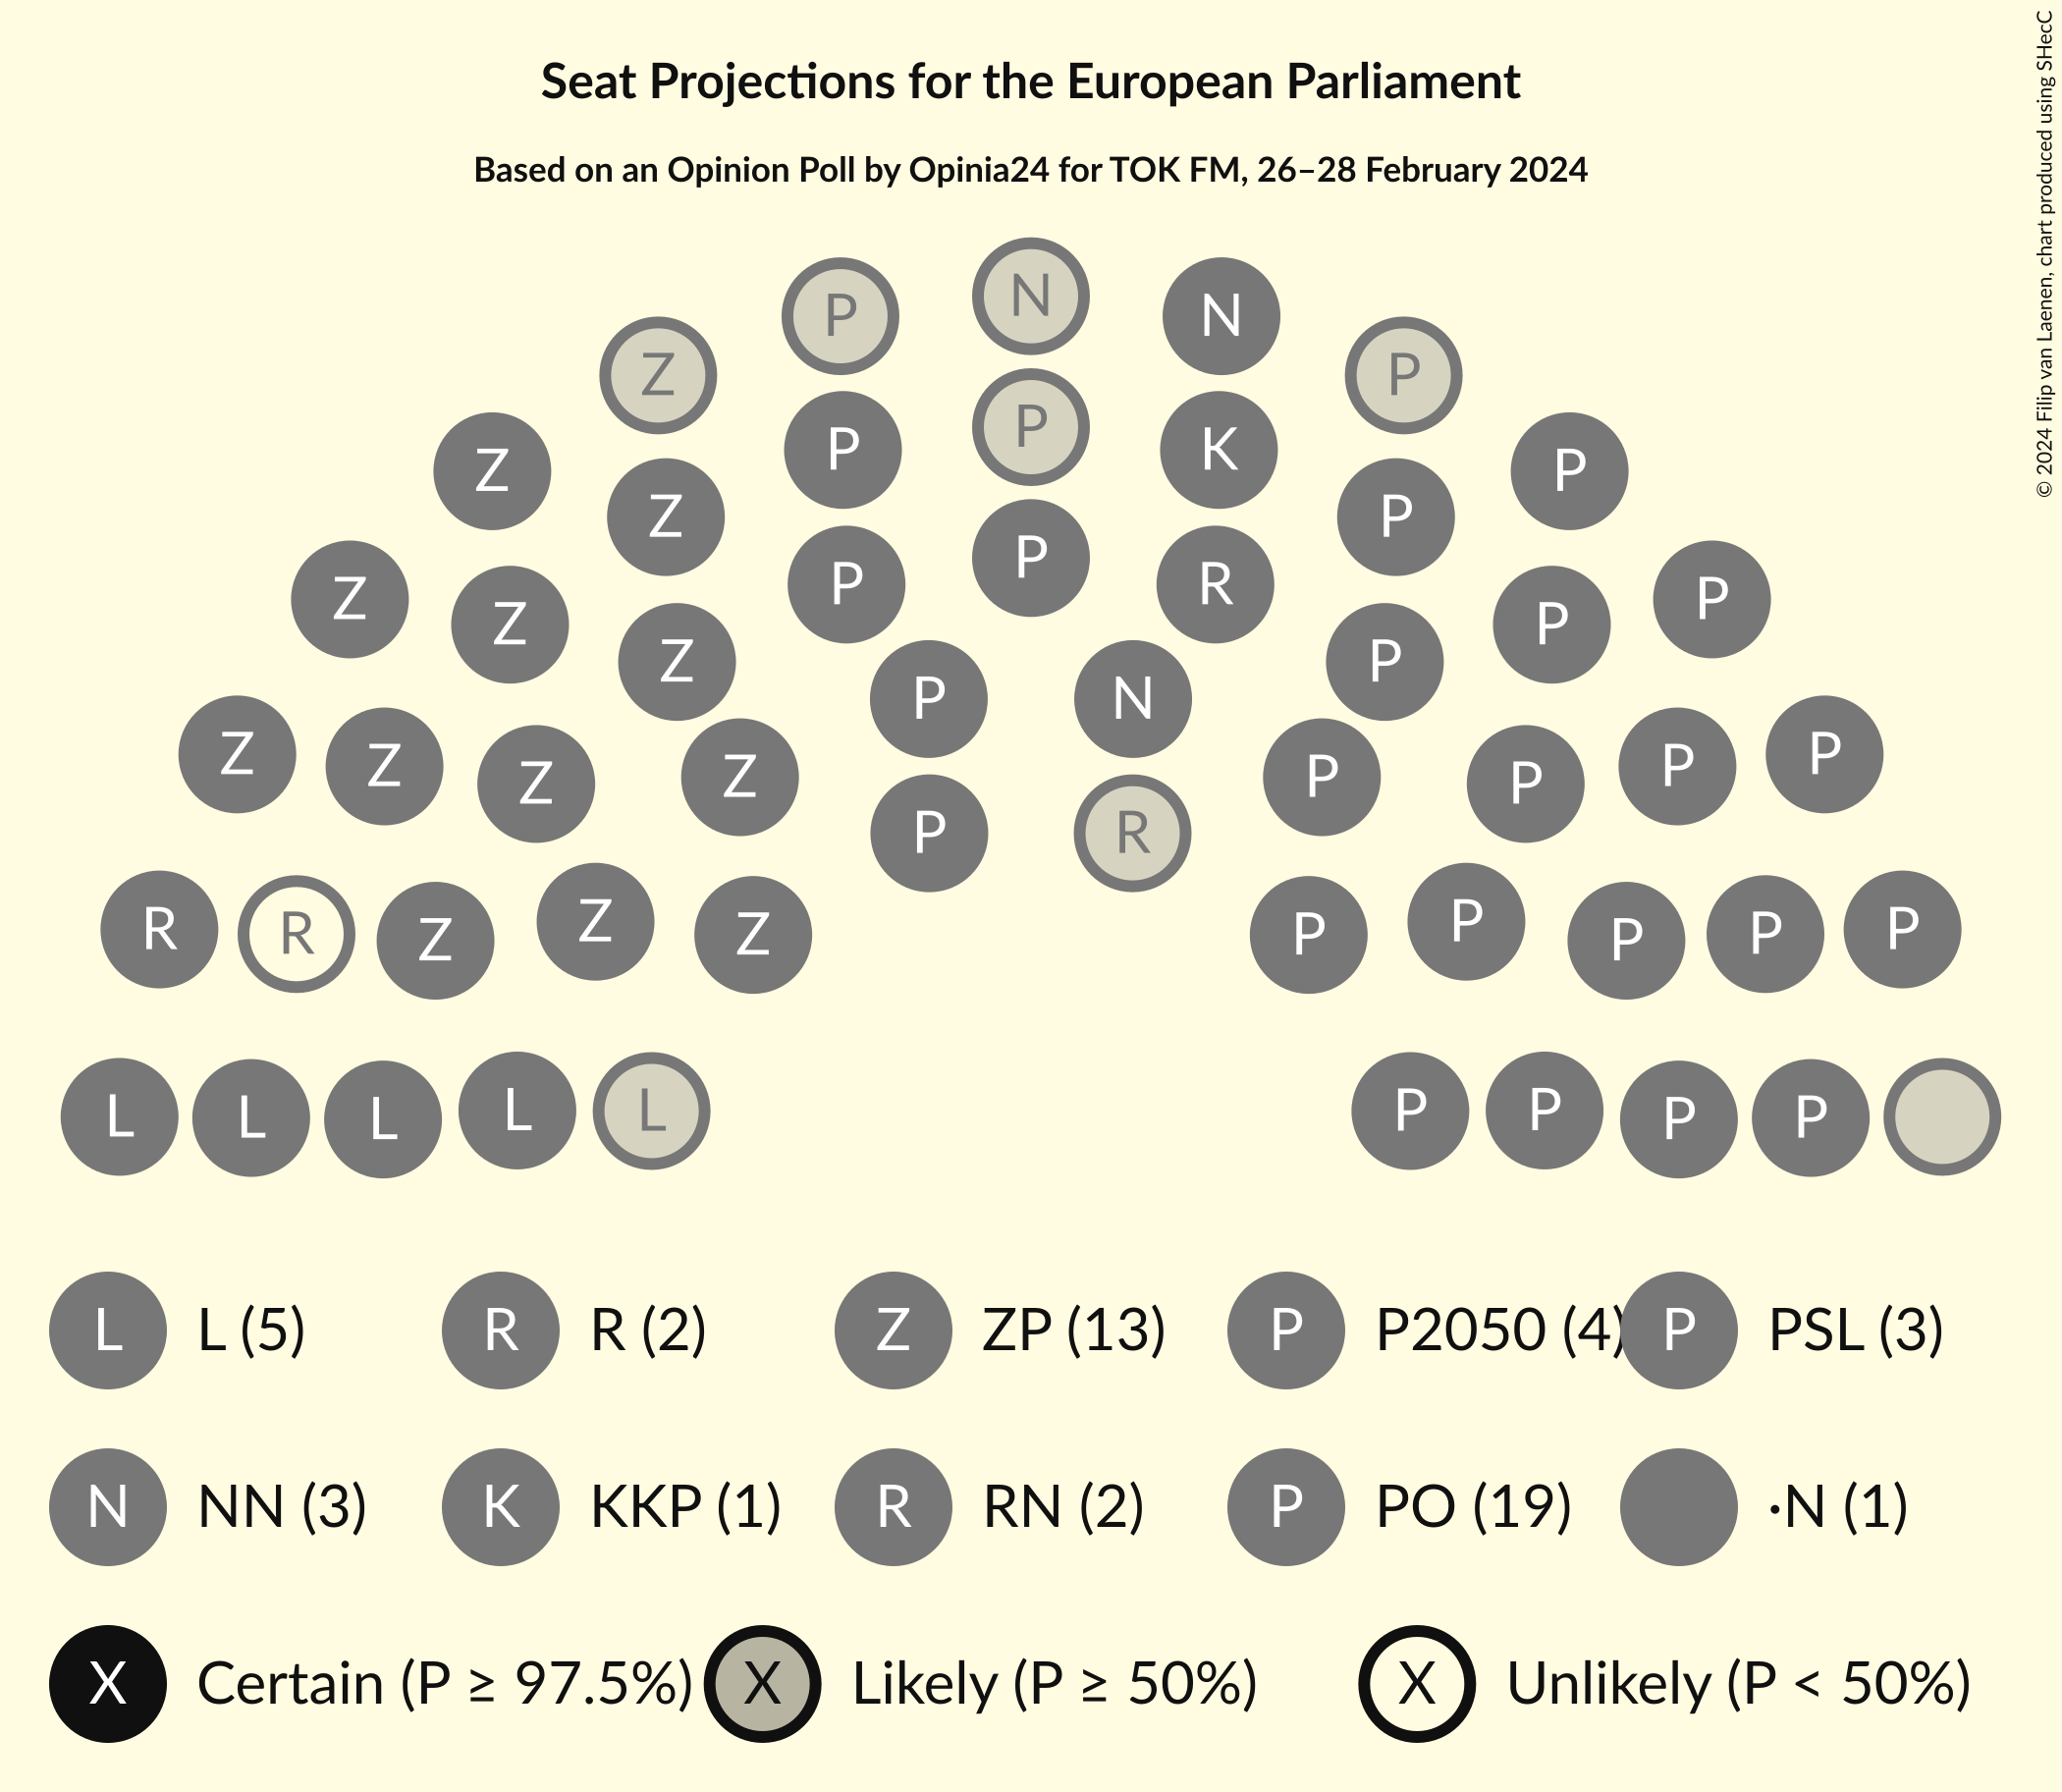 Seat Projections for the European Parliament
Based on an Opinion Poll by Opinia24 for TOK FM, 26–28 February 2024
© 2024 Filip van Laenen, chart produced using SHecC
N
P N
Z P
P
Z P
P K
Z P
P
Z P
P R
Z P
Z P
P N
Z P
Z P
Z P
Z P
P R
R Z Z Z P P P P P
R
L L L L L P P P P
L L (5) R R (2) Z ZP (13) P P2050 (4) P PSL (3)
N NN (3) K KKP (1) R RN (2) P PO (19) ·N (1)
X Certain (P ≥ 97.5%) X Likely (P ≥ 50%) X Unlikely (P < 50%)